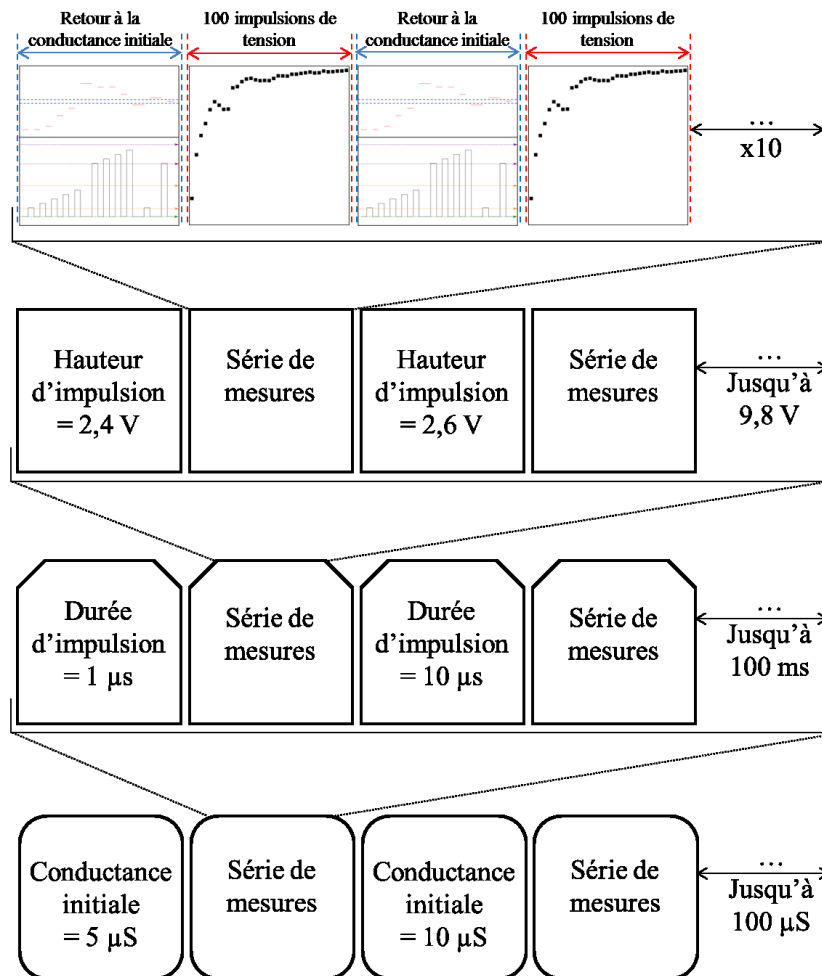 Retour à la
conductance initiale
100 impulsions de
tension
Retour à la
conductance initiale
100 impulsions de
tension
…
x10
Hauteur
d’impulsion
= 2,4 V
Série de
mesures
Hauteur
d’impulsion
= 2,6 V
Série de
mesures
…
Jusqu’à
9,8 V
Durée
d’impulsion
= 1 µs
Série de
mesures
Durée
d’impulsion
= 10 µs
Série de
mesures
…
Jusqu’à
100 ms
Conductance
initiale
= 5 µS
Série de
mesures
Conductance
initiale
= 10 µS
Série de
mesures
…
Jusqu’à
100 µS